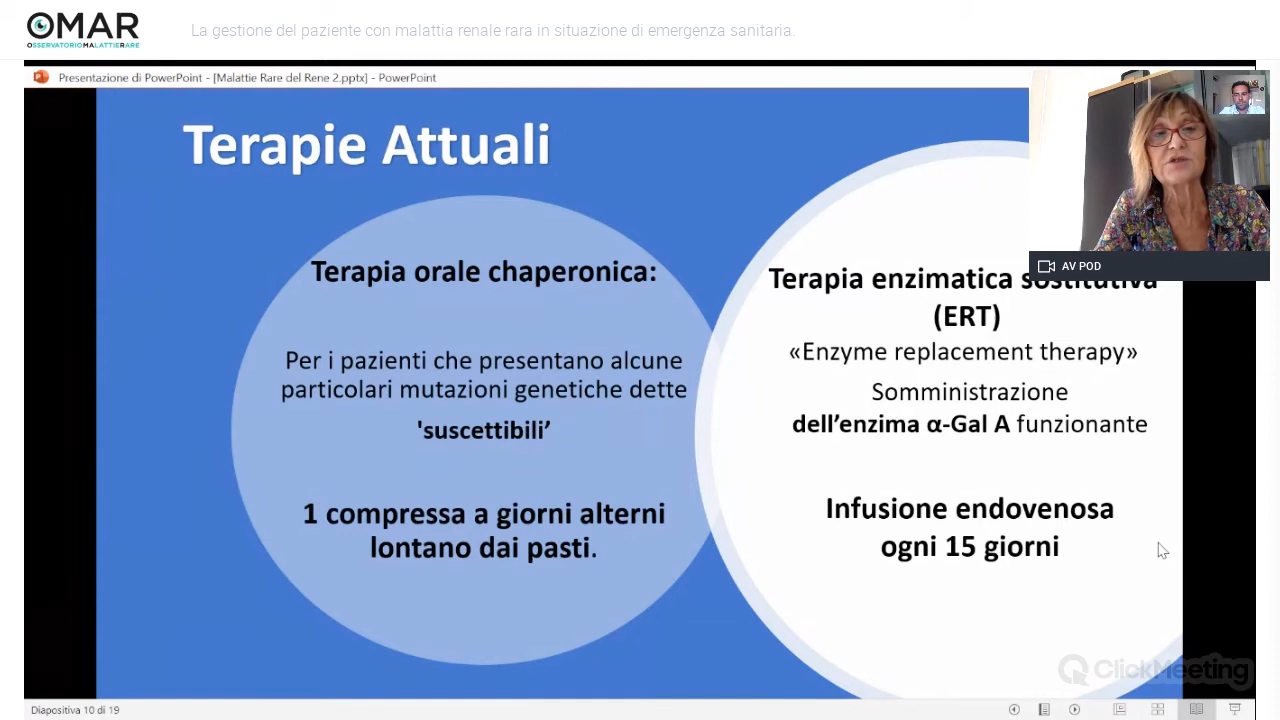 OMAR
OSSERVATORIOMALATTIERARE
La gestione del paziente con malattia renale rara in situazione di emergenza sanitaria.
Presentazione di PowerPoint - [Malattie Rare del Rene 2.pptx] - PowerPoint
Terapie Attuali
Terapia orale chaperonica:
Per i pazienti che presentano alcune
particolari mutazioni genetiche dette
'suscettibili’
1 compressa a giorni alterni
lontano dai pasti.
AV POD
Terapia enzimatica sostitutiva
(ERT)
«Enzyme replacement therapy»
Somministrazione
dell’enzima α-Gal A funzionante
Infusione endovenosa
ogni 15 giorni
ClickMeeting
Diapositiva 10 di 19